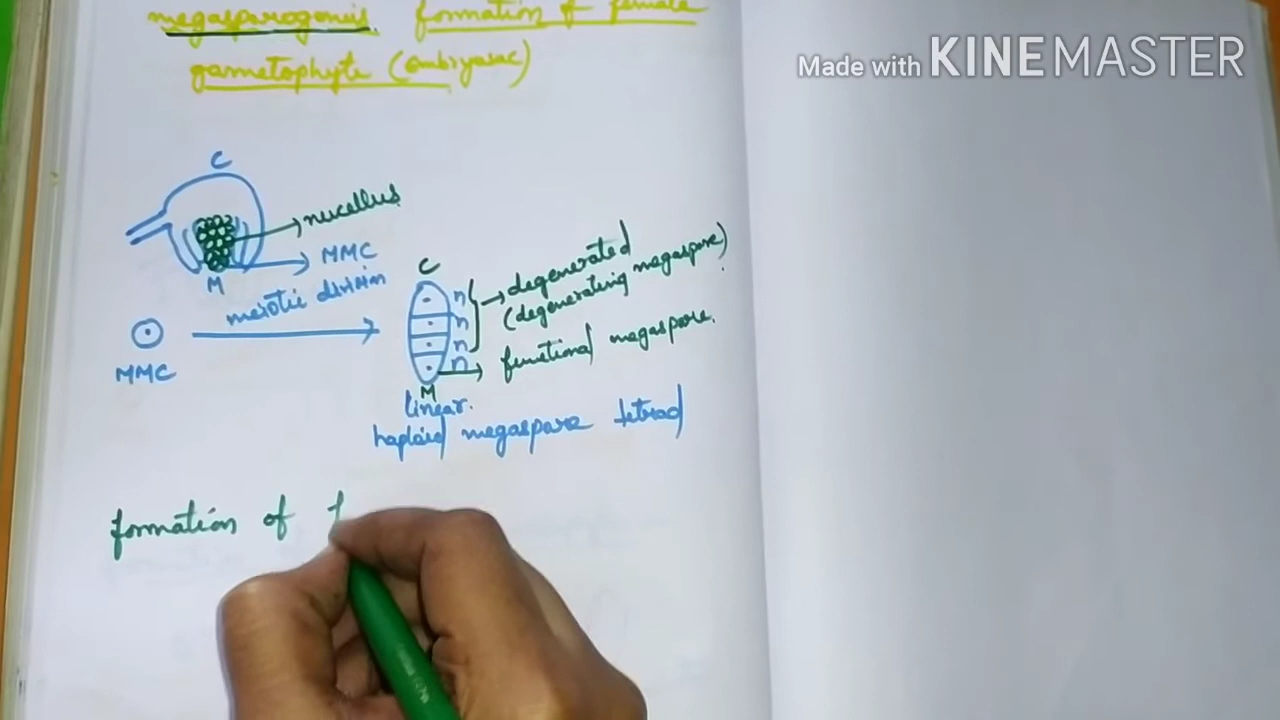 megasporogenesis formation of female
gametophyte (embryosac)
Made with KINEMASTER
C
nucellus
MMC
M
meiotic division
MMC
C
n
n
n
n
degenerated
(degenerating megaspore)
functional megaspore.
M
linear.
haploid megaspore tetrad
formation of f